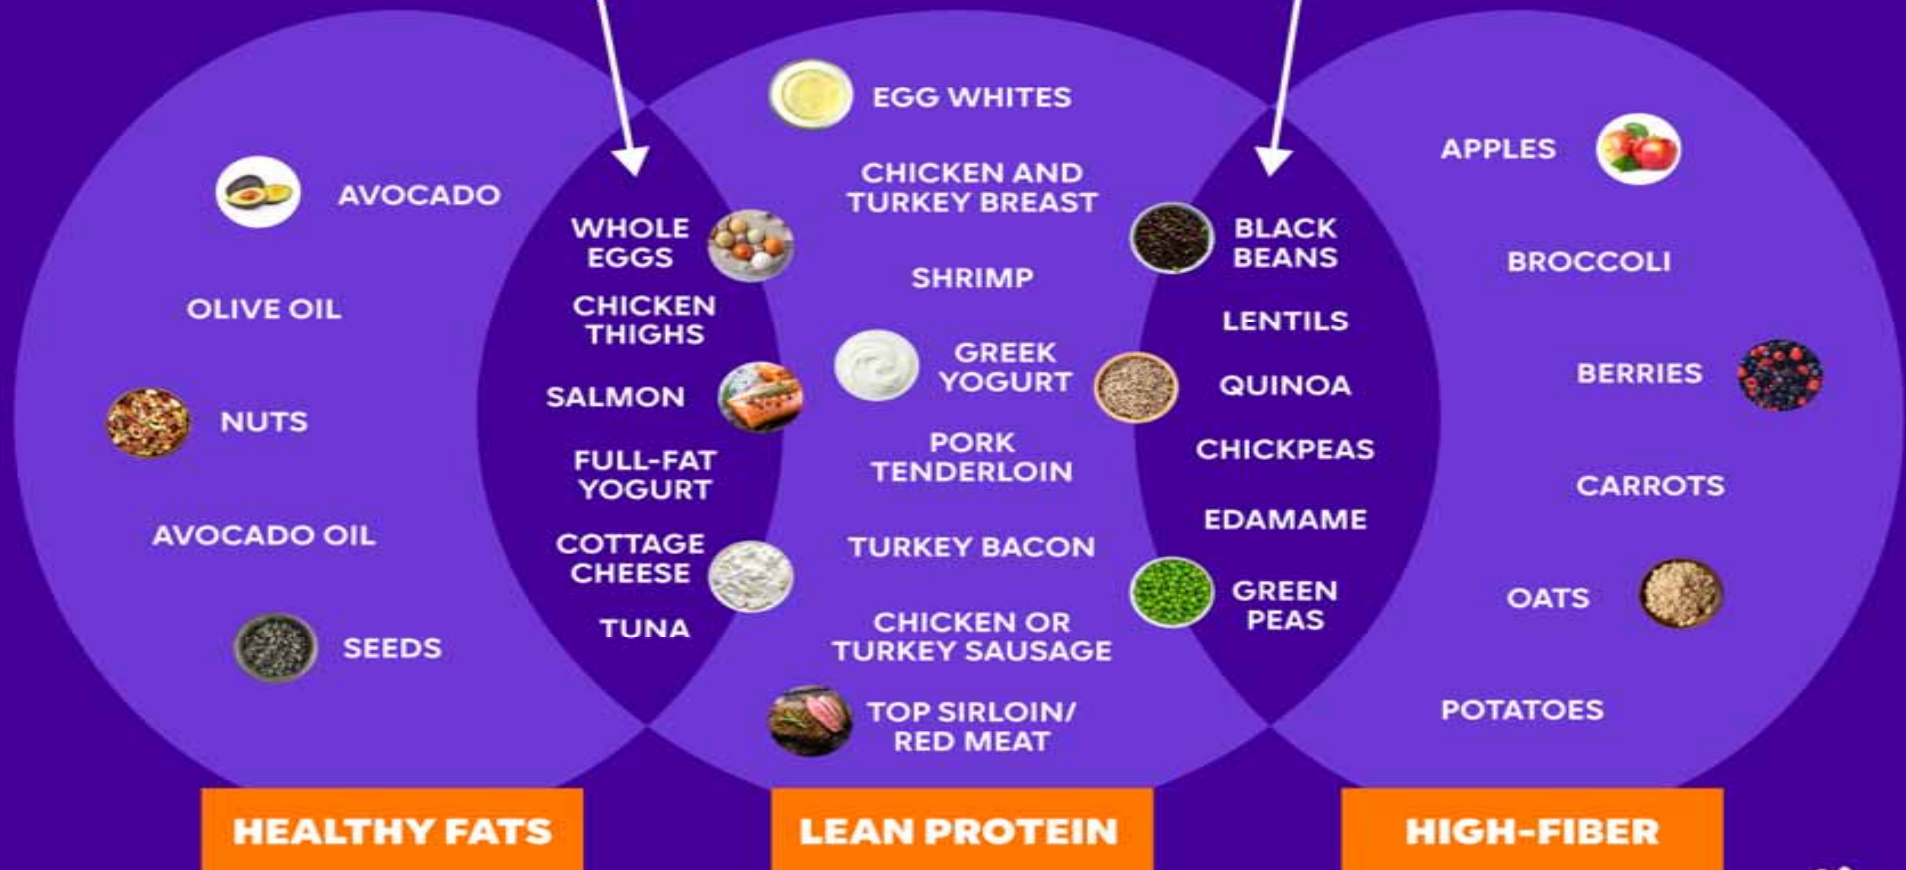 AVOCADO
OLIVE OIL
NUTS
AVOCADO OIL
SEEDS
WHOLE
EGGS
CHICKEN
THIGHS
SALMON
FULL-FAT
YOGURT
COTTAGE
CHEESE
TUNA
EGG WHITES
CHICKEN AND
TURKEY BREAST
SHRIMP
GREEK
YOGURT
PORK
TENDERLOIN
TURKEY BACON
CHICKEN OR
TURKEY SAUSAGE
TOP SIRLOIN/
RED MEAT
BLACK
BEANS
LENTILS
QUINOA
CHICKPEAS
EDAMAME
GREEN
PEAS
APPLES
BROCCOLI
BERRIES
CARROTS
OATS
POTATOES
HEALTHY FATS
LEAN PROTEIN
HIGH-FIBER